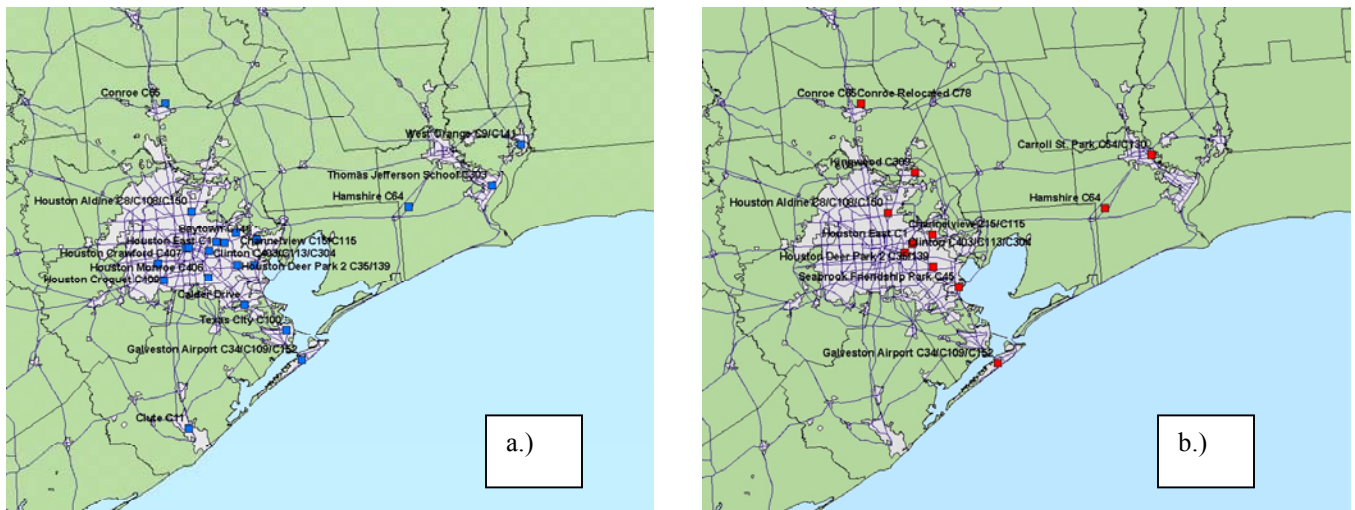 Conroe C65
West Orange C9/C141
Thomas Jefferson School C303
Hamshire C64
Houston Aldine C8/C108/C150
Houston East C1
Channelview C15/C115
Houston Crawford C407
Clinton C403/C113/C304
Houston Monroe C406
Houston Deer Park 2 C35/139
Houston Croquet C409
Calder Drive
Texas City C100
Galveston Airport C34/C109/C152
Clute C11
a.)
Conroe C65Conroe Relocated C78
Carroll St. Park C64/C130
Kingwood C309
Hamshire C64
Houston Aldine C8/C108/C150
Channelview C15/C115
Houston East C1
Clinton C403/C113/C304
Houston Deer Park 2 C35/139
Seabrook Friendship Park C45
Galveston Airport C34/C109/C152
b.)